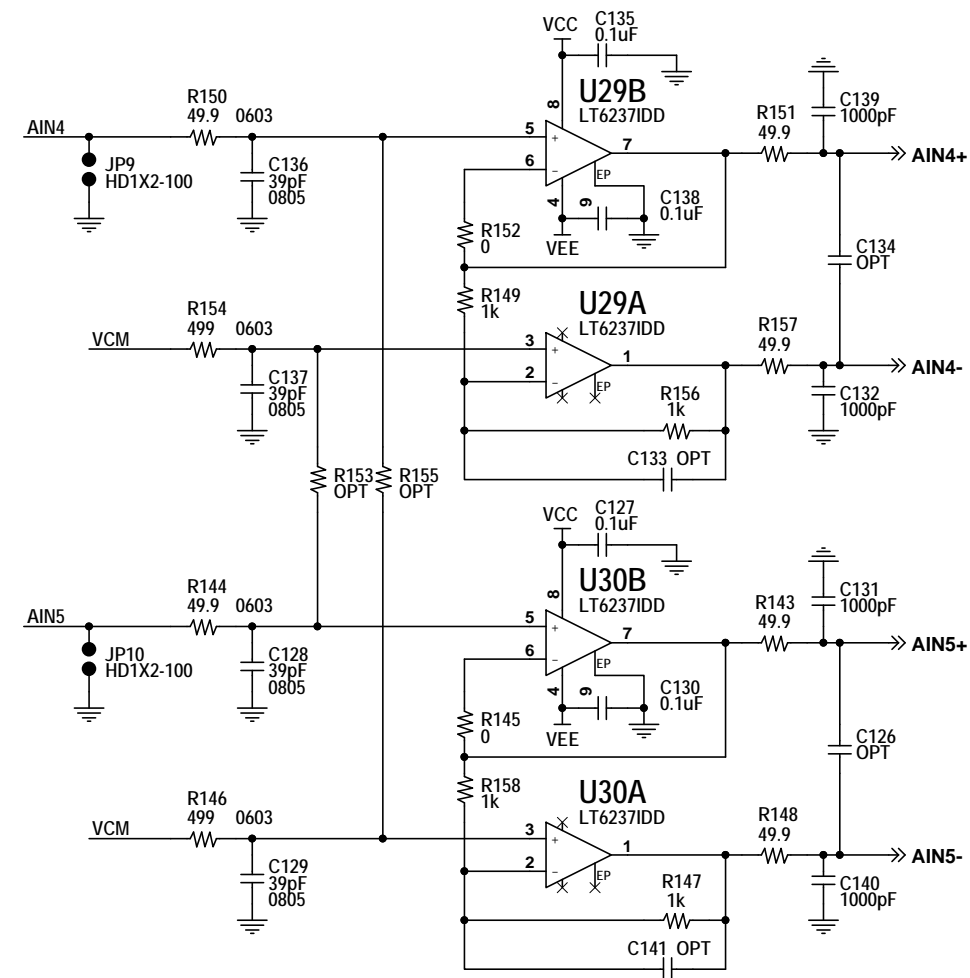 VCC
C135
0.1uF
U29B
LT6237IDD
8
R150
49.9
0603
AIN4
JP9
HD1X2-100
C136
39pF
0805
5
6
+
-
7
EP
4
9
VEE
C138
0.1uF
R151
49.9
C139
1000pF
AIN4+
R152
0
R149
1k
C134
OPT
U29A
LT6237IDD
R154
499
0603
VCM
C137
39pF
0805
3
2
+
-
1
EP
R157
49.9
AIN4-
C132
1000pF
R156
1k
C133 OPT
R153
OPT
R155
OPT
VCC
C127
0.1uF
U30B
LT6237IDD
8
R144
49.9
0603
AIN5
JP10
HD1X2-100
C128
39pF
0805
5
6
+
-
7
EP
4
9
VEE
C130
0.1uF
R143
49.9
C131
1000pF
AIN5+
R145
0
R158
1k
C126
OPT
U30A
LT6237IDD
R146
499
0603
VCM
C129
39pF
0805
3
2
+
-
1
EP
R148
49.9
AIN5-
C140
1000pF
R147
1k
C141 OPT